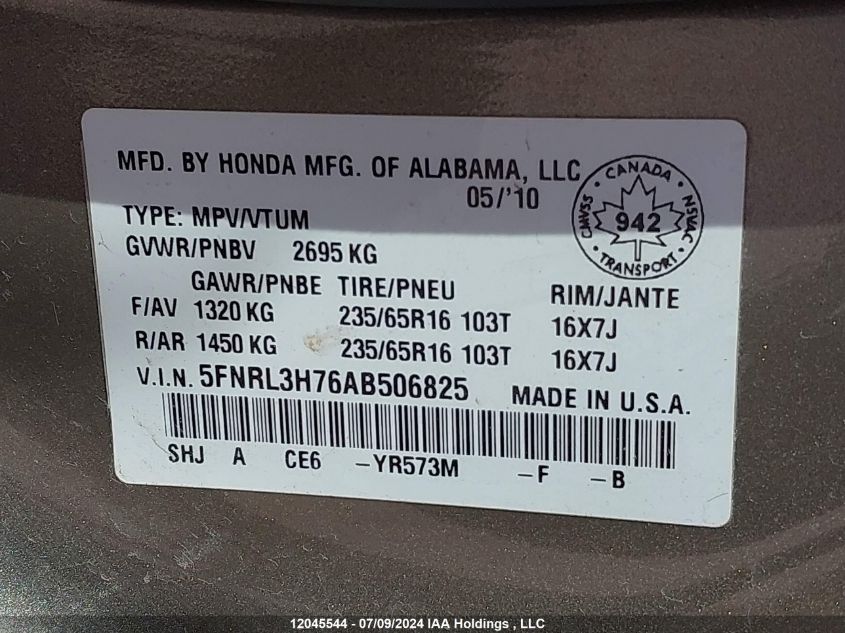 MFD. BY HONDA MFG. OF ALABAMA, LLC
05/'10
CANADA
CMVSS 942 NSVAC
TRANSPORT
TYPE: MPV/VTUM
GVWR/PNBV 2695 KG
GAWR/PNBE TIRE/PNEU RIM/JANTE
F/AV 1320 KG 235/65R16 103T 16X7J
R/AR 1450 KG 235/65R16 103T 16X7J
V.I.N. 5FNRL3H76AB506825 MADE IN U.S.A.
SHJ A CE6 -YR573M -F -B
12045544 - 07/09/2024 IAA Holdings , LLC